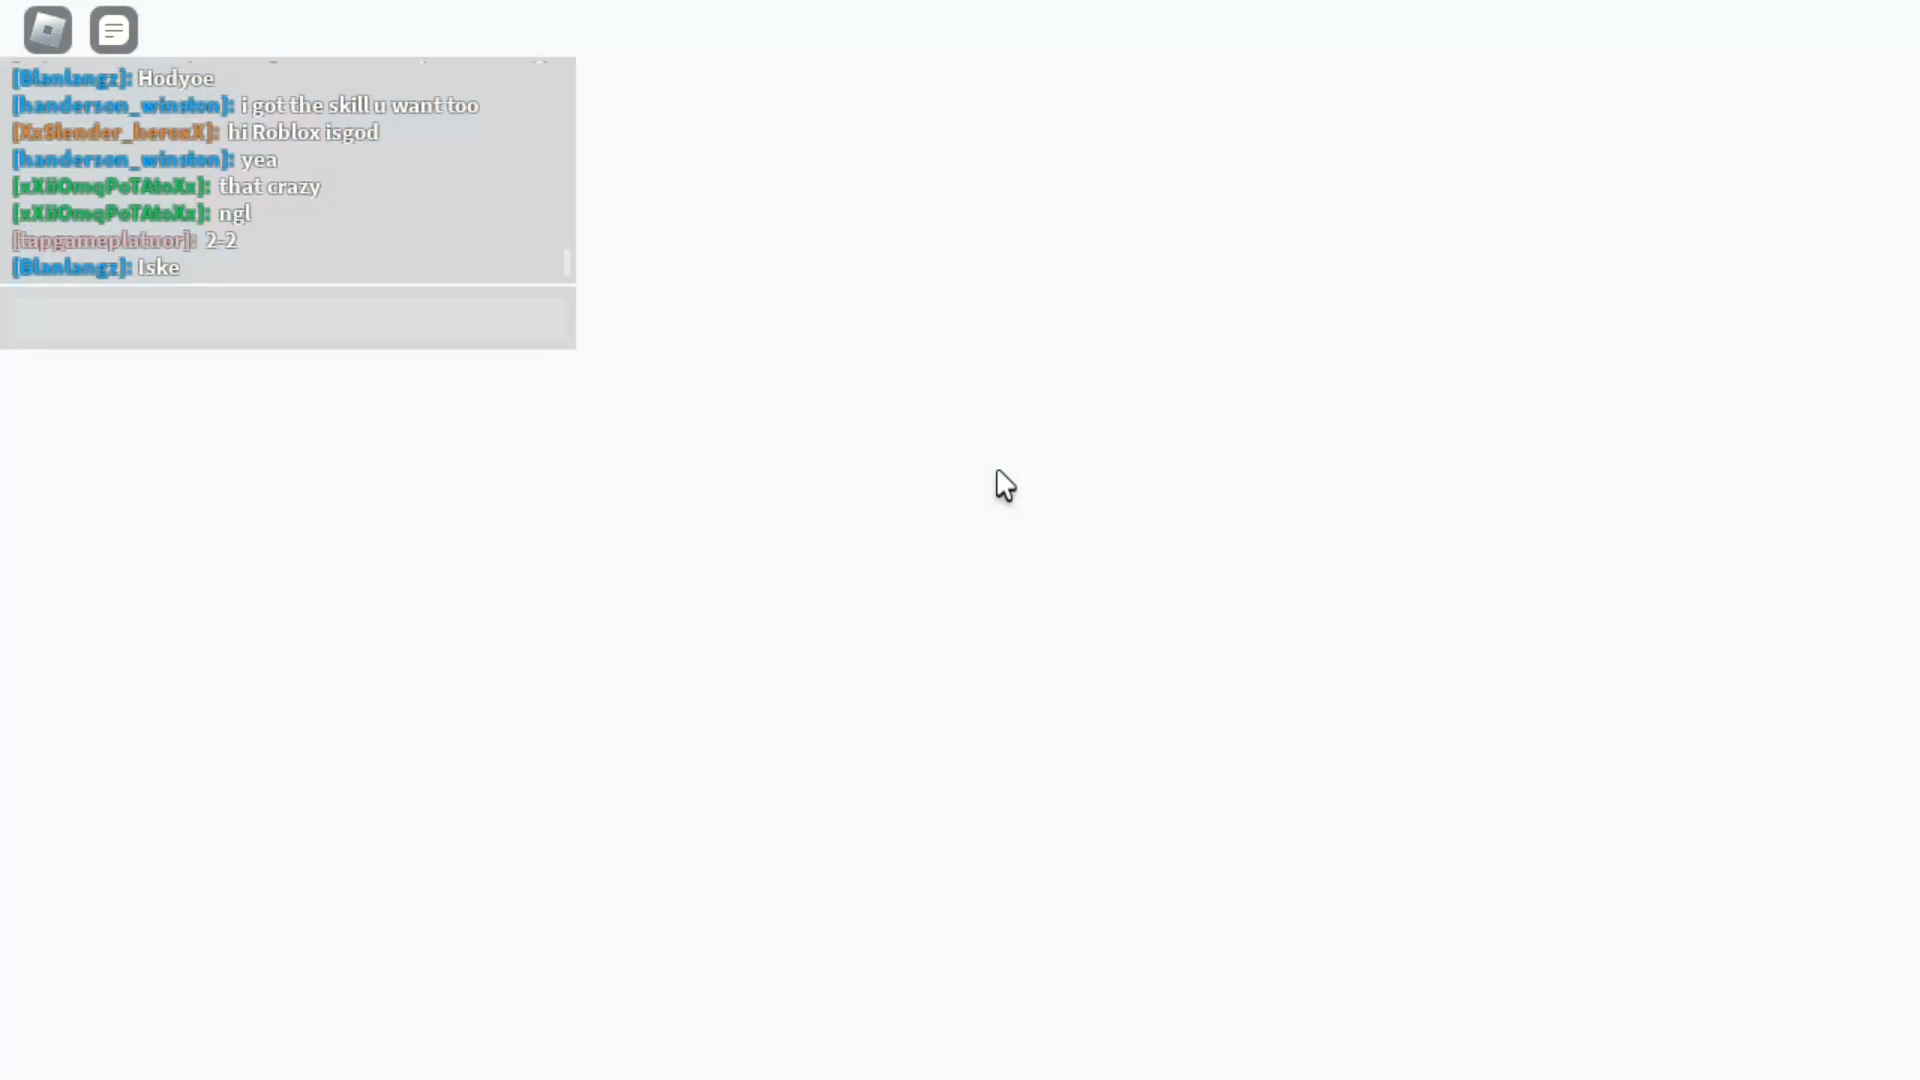 [Blanlangz]: Hodyoe
[handerson_winston]: i got the skill u want too
[XxSlender_heroxX]: hi Roblox isgod
[handerson_winston]: yea
[xXiiOmqPoTAtoXx]: that crazy
[xXiiOmqPoTAtoXx]: ngl
[tapgameplatuor]: 2-2
[Blanlangz]: Iske